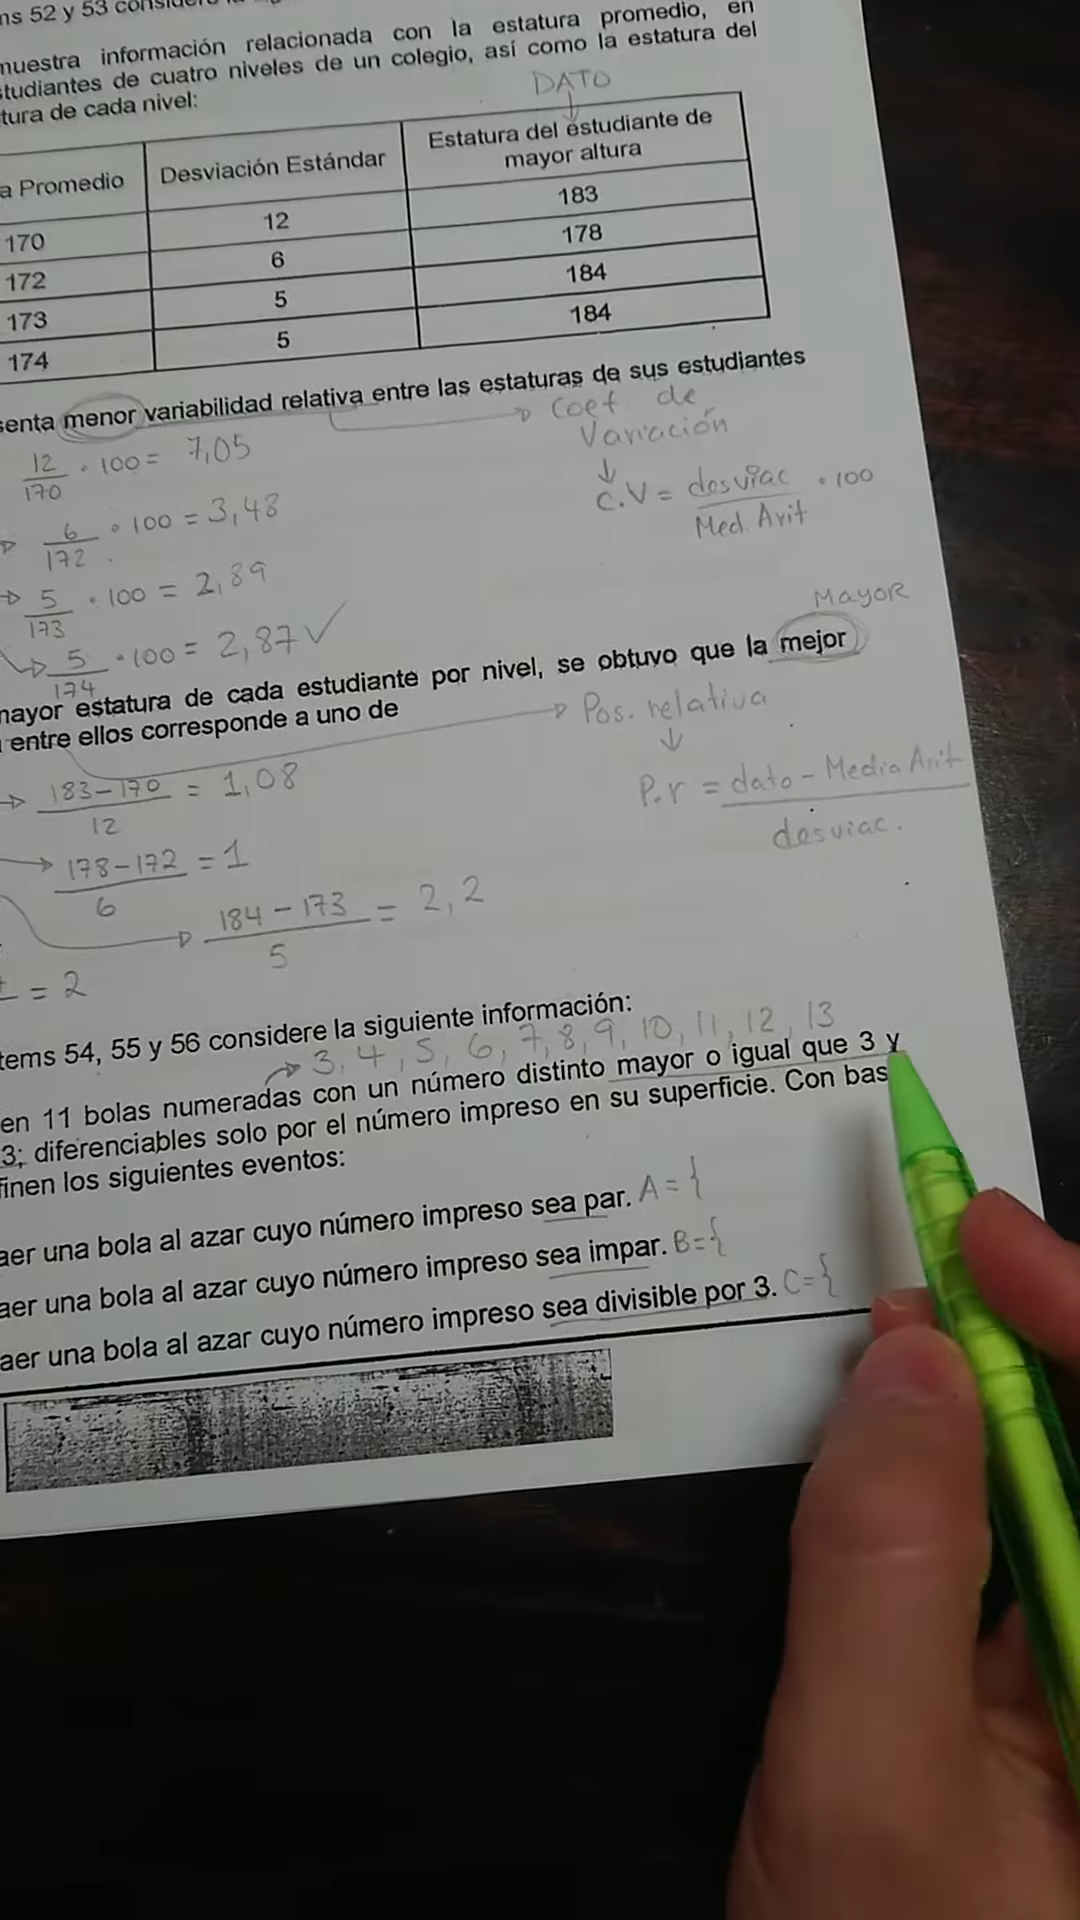 ns 52 y 53
muestra información relacionada con la estatura promedio, en
studiantes de cuatro niveles de un colegio, así como la estatura del
tura de cada nivel:
DATO
a Promedio Desviación Estándar Estatura del estudiante de mayor altura
170 12 183
172 6 178
173 5 184
174 5 184
senta menor variabilidad relativa entre las estaturas de sus estudiantes
Coef. de
Variación
12/170 · 100 = 7,05
C.V = desviac/Med. Arit · 100
6/172 · 100 = 3,48
5/173 · 100 = 2,89
5/174 · 100 = 2,87✓
Mayor
mayor estatura de cada estudiante por nivel, se obtuvo que la mejor
entre ellos corresponde a uno de
Pos. relativa
183-170/12 = 1,08
P.r = dato - Media Arit/desviac.
178-172/6 = 1
184-173/5 = 2,2
= 2
tems 54, 55 y 56 considere la siguiente información:
3, 4, 5, 6, 7, 8, 9, 10, 11, 12, 13
en 11 bolas numeradas con un número distinto mayor o igual que 3 y
3; diferenciables solo por el número impreso en su superficie. Con bas
finen los siguientes eventos:
aer una bola al azar cuyo número impreso sea par. A={
aer una bola al azar cuyo número impreso sea impar. B={
aer una bola al azar cuyo número impreso sea divisible por 3. C={